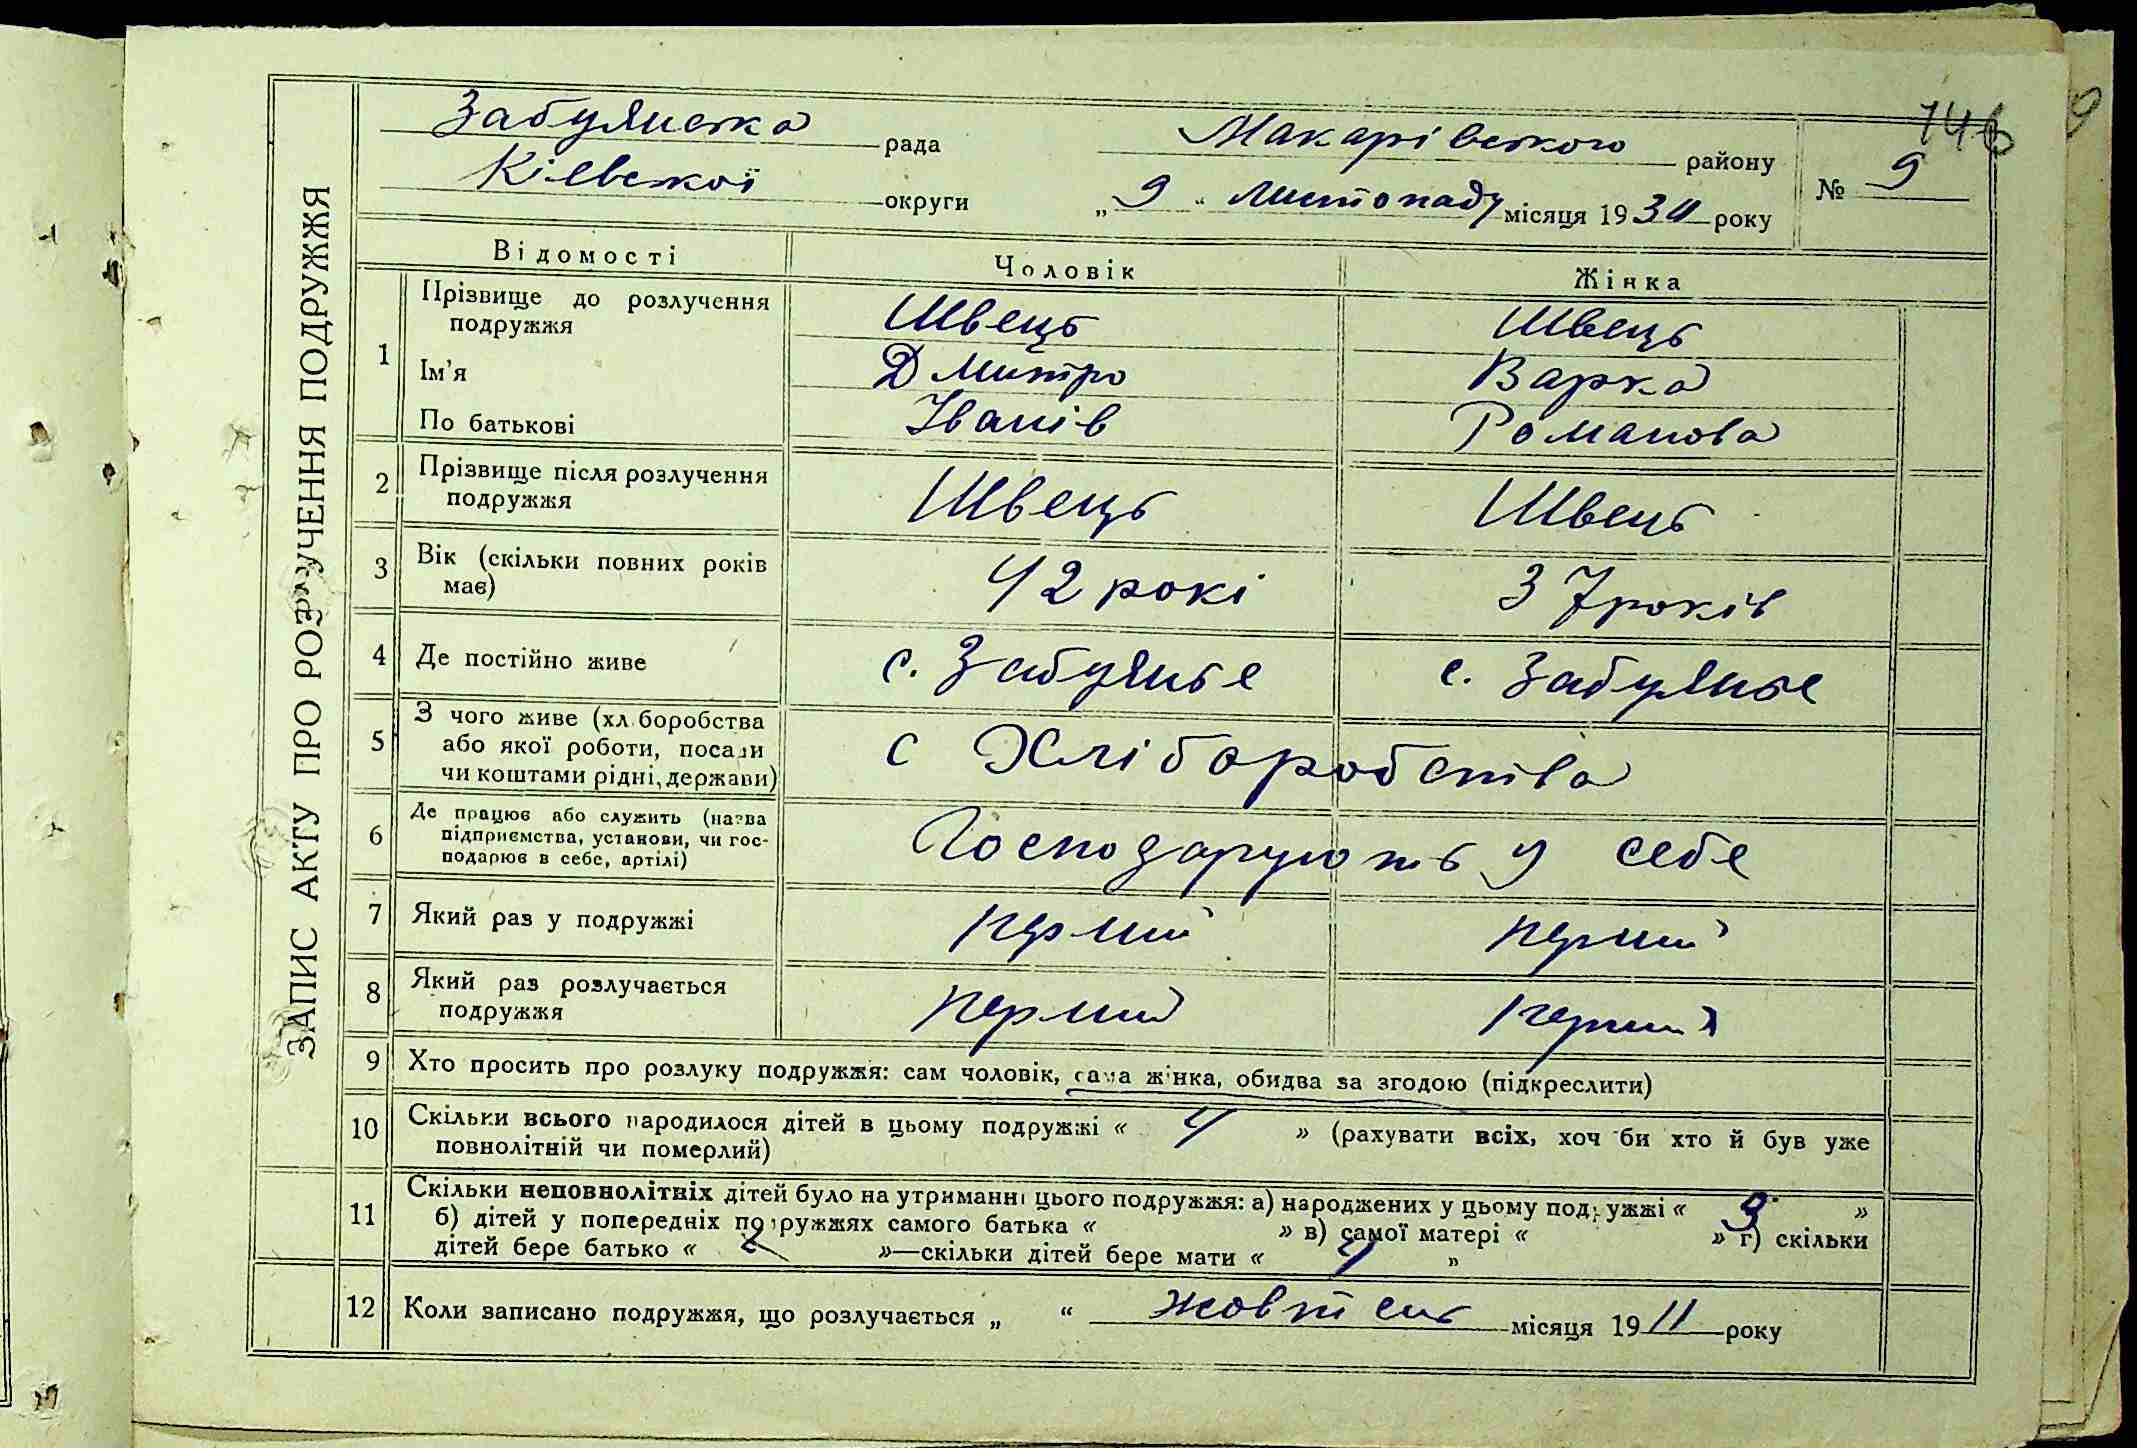 146
9
ЗАПИС АКТУ ПРО РОЗЛУЧЕННЯ ПОДРУЖЖЯ
Забуянська рада Макарівського району
Кіевської округи „9“ листопаду місяця 1930 року № 9
Відомості Чоловік Жінка
1 Прізвище до розлучення подружжя Швець Швець
Ім'я Дмитро Варка
По батькові Іванів Романова
2 Прізвище після розлучення подружжя Швець Швець
3 Вік (скільки повних років має) 42 рокі 37 років
4 Де постійно живе с. Забуянье с. Забуянье
5 З чого живе (хліборобства або якої роботи, посади чи коштами рідні, держави) с Хліборобства
6 Де працює або служить (назва підприємства, установи, чи господарює в себе, артілі) Господарують у себе
7 Який раз у подружжі перший перший
8 Який раз розлучається подружжя перший перший
9 Хто просить про розлуку подружжя: сам чоловік, сама жінка, обидва за згодою (підкреслити)
10 Скільки всього народилося дітей в цьому подружжі « 4 » (рахувати всіх, хоч би хто й був уже
повнолітній чи померлий)
11 Скільки неповнолітніх дітей було на утриманні цього подружжя: а) народжених у цьому подружжі « 3 »
б) дітей у попередніх подружжях самого батька « » в) самої матері « » г) скільки
дітей бере батько « 2 »—скільки дітей бере мати « »
12 Коли записано подружжя, що розлучається „ “ жовтень місяця 1911 року